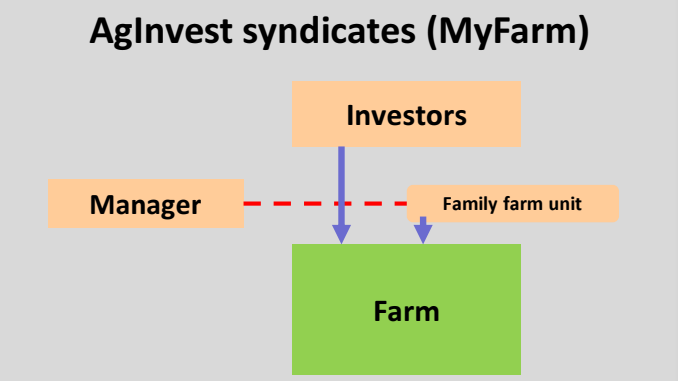 AgInvest syndicates (MyFarm)
Investors
Manager
Family farm unit
Farm